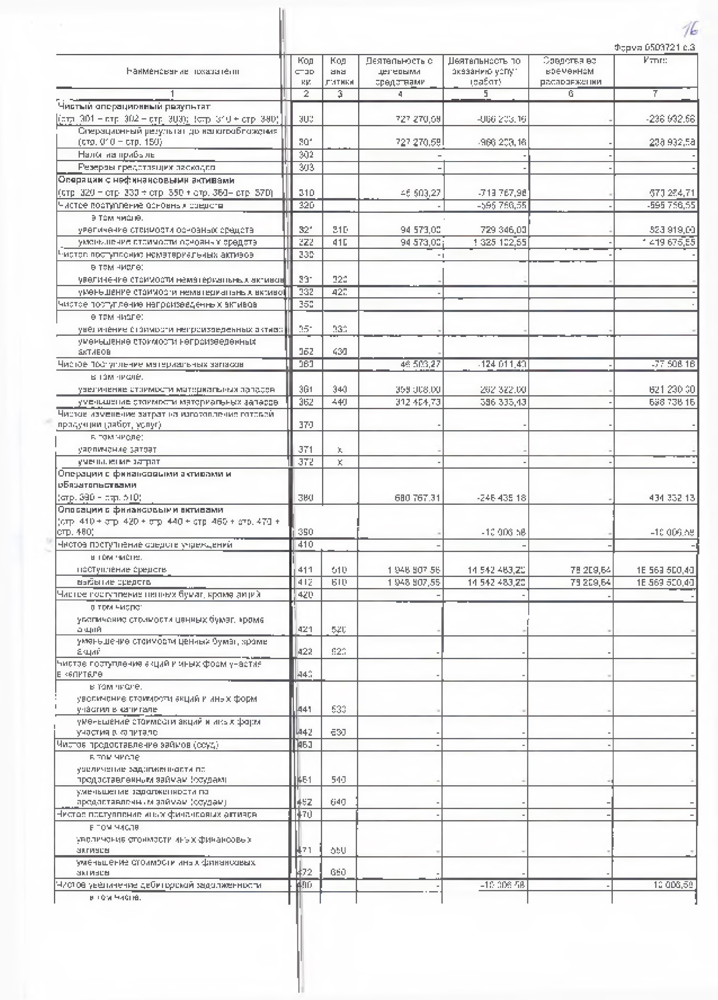 16
Форма 0503721 с.3
Наименование показателя | Код стро ки | Код ана литики | Деятельность с целевыми средствами | Деятельность по оказанию услуг (работ) | Средства во временном распоряжении | Итого
1 | 2 | 3 | 4 | 5 | 6 | 7
Чистый операционный результат
(стр. 301 – стр. 302 – стр. 303); (стр. 310 + стр. 380) | 300 | 727 270,58 | - | -238 932,58
Операционный результат до налогообложения
(стр. 010 – стр. 150) | 301 | 727 270,58 | -966 203,16 | - | 238 932,58
Налог на прибыль | 302 | - | - | - | -
Резервы предстоящих расходов | 303 | - | - | - | -
Операции с нефинансовыми активами
(стр. 320 + стр. 330 + стр. 350 + стр. 360 – стр. 370) | 310 | 46 503,27 | -719 767,98 | - | 673 264,71
Чистое поступление основных средств | 320 | - | -595 756,55 | - | -595 756,55
в том числе:
увеличение стоимости основных средств | 321 | 310 | 94 573,00 | 729 346,00 | - | 823 919,00
уменьшение стоимости основных средств | 322 | 410 | 94 573,00 | 1 325 102,55 | - | 1 419 675,55
Чистое поступление нематериальных активов | 330 | - | - | -
в том числе:
увеличение стоимости нематериальных активов | 331 | 320 | - | - | - | -
уменьшение стоимости нематериальных активо | 332 | 420 | - | -
Чистое поступление непроизведенных активов | 350 | -
в том числе:
увеличение стоимости непроизведенных актив | 351 | 330 | - | - | - | -
уменьшение стоимости непроизведенных
активов | 352 | 430 | -
Чистое поступление материальных запасов | 360 | 46 503,27 | -124 011,43 | - | -77 508,16
в том числе:
увеличение стоимости материальных запасов | 361 | 340 | 358 908,00 | 262 322,00 | - | 621 230,00
уменьшение стоимости материальных запасов | 362 | 440 | 312 404,73 | 386 333,43 | - | 698 738,16
Чистое изменение затрат на изготовление готовой
продукции (работ, услуг) | 370 | - | - | - | -
в том числе:
увеличение затрат | 371 | х | - | - | - | -
уменьшение затрат | 372 | х | - | - | - | -
Операции с финансовыми активами и
обязательствами
(стр. 390 – стр. 510) | 380 | 680 767,31 | -246 435,18 | - | 434 332,13
Операции с финансовыми активами
(стр. 410 + стр. 420 + стр. 440 + стр. 460 + стр. 470 +
стр. 480) | 390 | - | -10 006,58 | - | -10 006,58
Чистое поступление средств учреждений | 410 | - | - | - | -
в том числе:
поступление средств | 411 | 510 | 1 948 807,56 | 14 542 483,20 | 78 209,64 | 16 569 500,40
выбытие средств | 412 | 610 | 1 948 807,56 | 14 542 483,20 | 78 209,64 | 16 569 500,40
Чистое поступление ценных бумаг, кроме акций | 420 | - | - | - | -
в том числе:
увеличение стоимости ценных бумаг, кроме
акций | 421 | 520 | - | - | - | -
уменьшение стоимости ценных бумаг, кроме
акций | 422 | 620 | - | - | - | -
Чистое поступление акций и иных форм участия
в капитале | 440 | - | - | - | -
в том числе:
увеличение стоимости акций и иных форм
участия в капитале | 441 | 530 | - | - | - | -
уменьшение стоимости акций и иных форм
участия в капитале | 442 | 630 | - | - | - | -
Чистое предоставление займов (ссуд) | 460 | - | - | - | -
в том числе
увеличение задолженности по
предоставленным займам (ссудам) | 461 | 540 | - | - | - | -
уменьшение задолженности по
предоставленным займам (ссудам) | 462 | 640 | - | - | - | -
Чистое поступление иных финансовых активов | 470 | - | - | - | -
в том числе
увеличение стоимости иных финансовых
активов | 471 | 550 | - | - | - | -
уменьшение стоимости иных финансовых
активов | 472 | 650 | - | - | -
Чистое увеличение дебиторской задолженности | 480 | - | -10 006,58 | - | 10 006,58
в том числе: